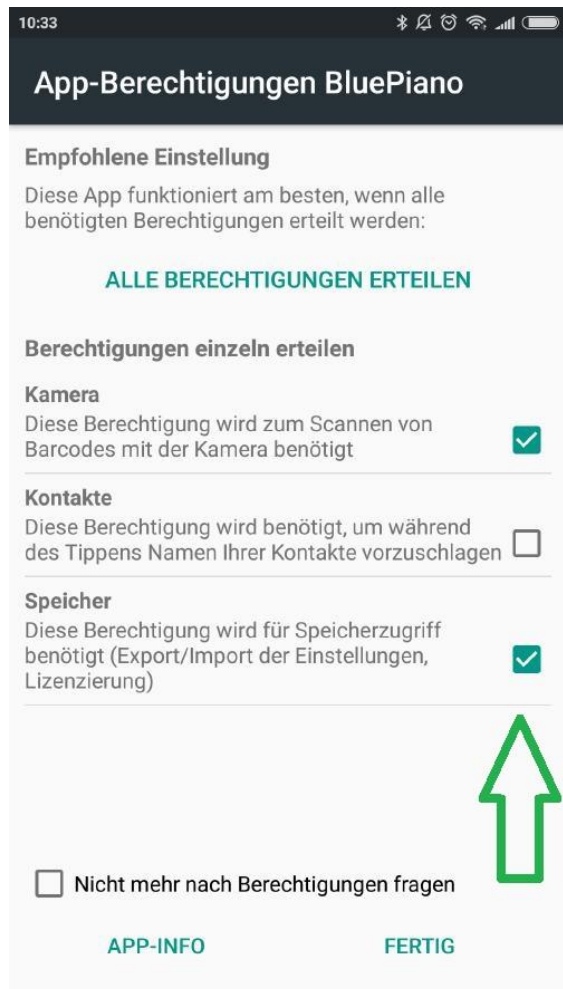 10:33
App-Berechtigungen BluePiano
Empfohlene Einstellung
Diese App funktioniert am besten, wenn alle
benötigten Berechtigungen erteilt werden:
ALLE BERECHTIGUNGEN ERTEILEN
Berechtigungen einzeln erteilen
Kamera
Diese Berechtigung wird zum Scannen von
Barcodes mit der Kamera benötigt
Kontakte
Diese Berechtigung wird benötigt, um während
des Tippens Namen Ihrer Kontakte vorzuschlagen
Speicher
Diese Berechtigung wird für Speicherzugriff
benötigt (Export/Import der Einstellungen,
Lizenzierung)
Nicht mehr nach Berechtigungen fragen
APP-INFO FERTIG